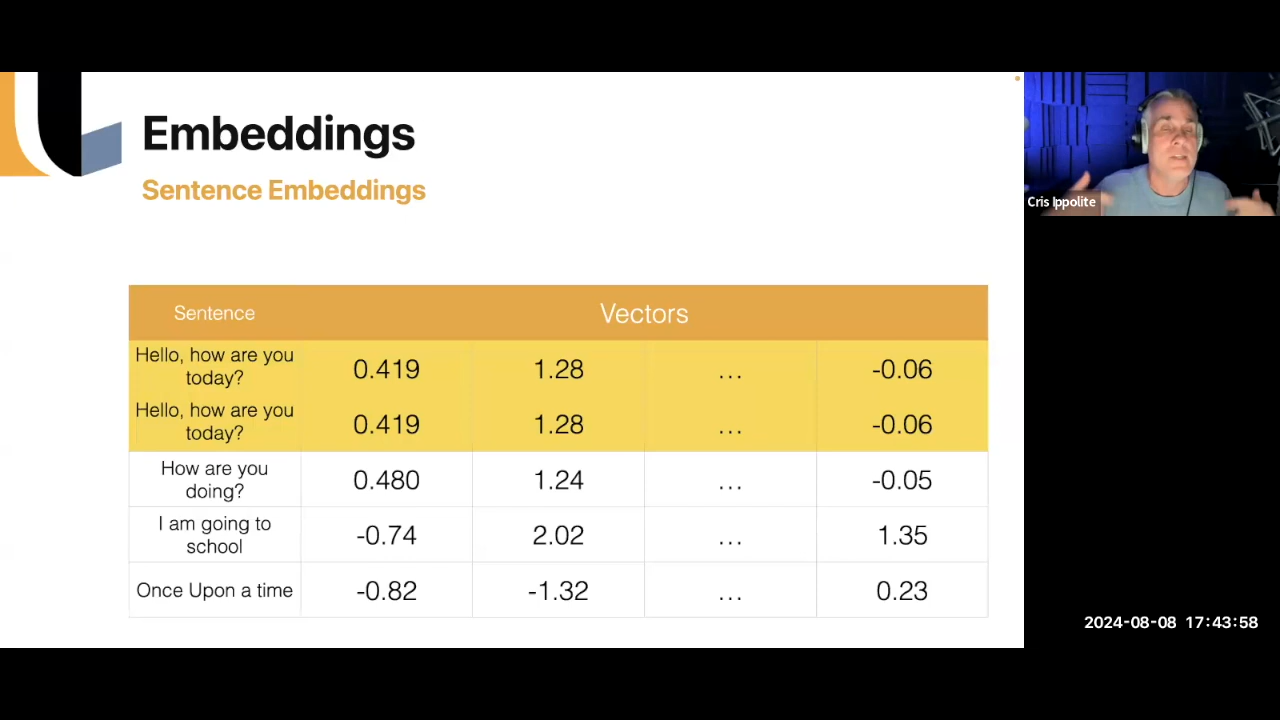 Embeddings
Sentence Embeddings
Cris Ippolite
Sentence Vectors
Hello, how are you
today? 0.419 1.28 ... -0.06
Hello, how are you
today? 0.419 1.28 ... -0.06
How are you
doing? 0.480 1.24 ... -0.05
I am going to
school -0.74 2.02 ... 1.35
Once Upon a time -0.82 -1.32 ... 0.23
2024-08-08 17:43:58